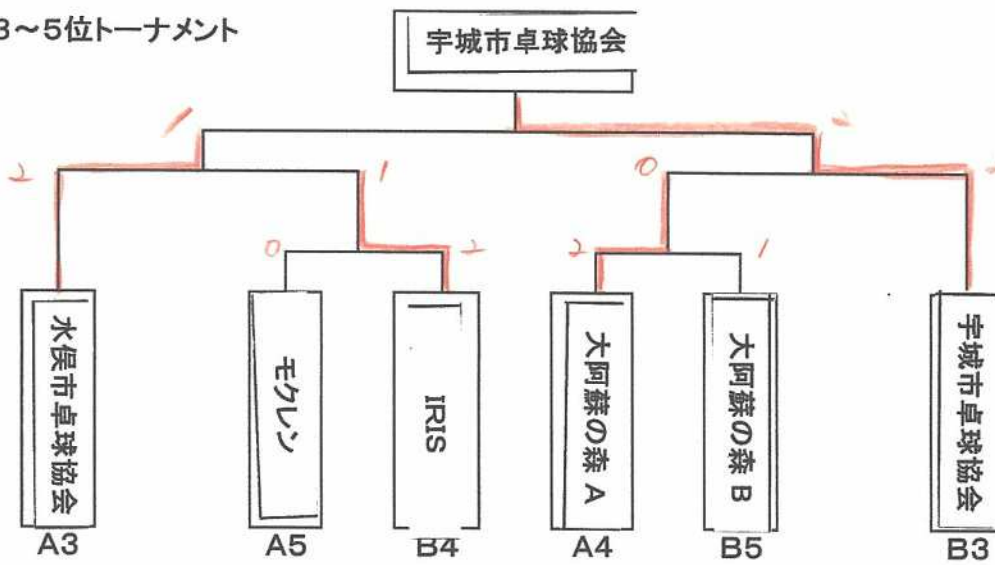 3～5位トーナメント
宇城市卓球協会
1
2
2
1
0
0
2
2
1
水俣市卓球協会
モクレン
IRIS
大阿蘇の森 A
大阿蘇の森 B
宇城市卓球協会
A3
A5
B4
A4
B5
B3